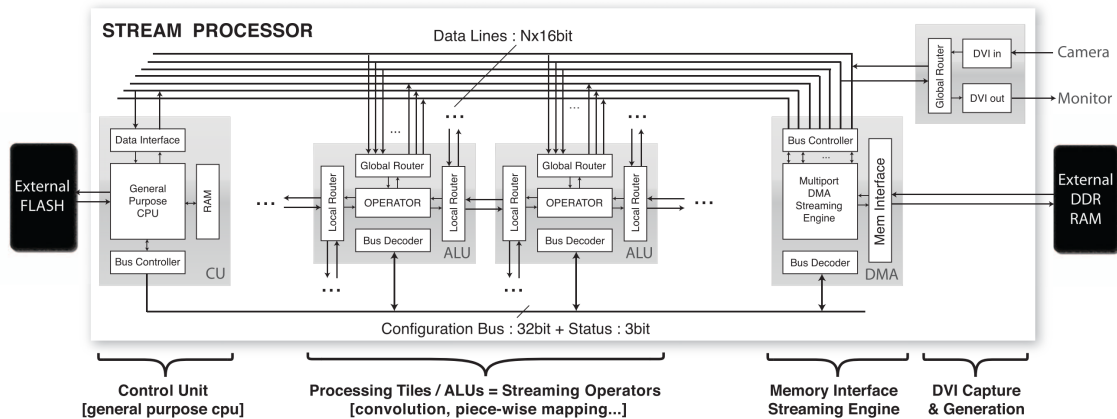 STREAM PROCESSOR
Data Lines : Nx16bit
Global Router
DVI in
DVI out
Camera
Monitor
External
FLASH
Data Interface
General
Purpose
CPU
RAM
Bus Controller
CU
...
...
Local Router
Global Router
OPERATOR
Bus Decoder
Local Router
ALU
...
...
...
Local Router
Global Router
OPERATOR
Bus Decoder
Local Router
ALU
...
...
...
Bus Controller
...
Multiport
DMA
Streaming
Engine
Mem Interface
Bus Decoder
DMA
External
DDR
RAM
Configuration Bus : 32bit + Status : 3bit
Control Unit
[general purpose cpu]
Processing Tiles / ALUs = Streaming Operators
[convolution, piece-wise mapping...]
Memory Interface
Streaming Engine
DVI Capture
& Generation